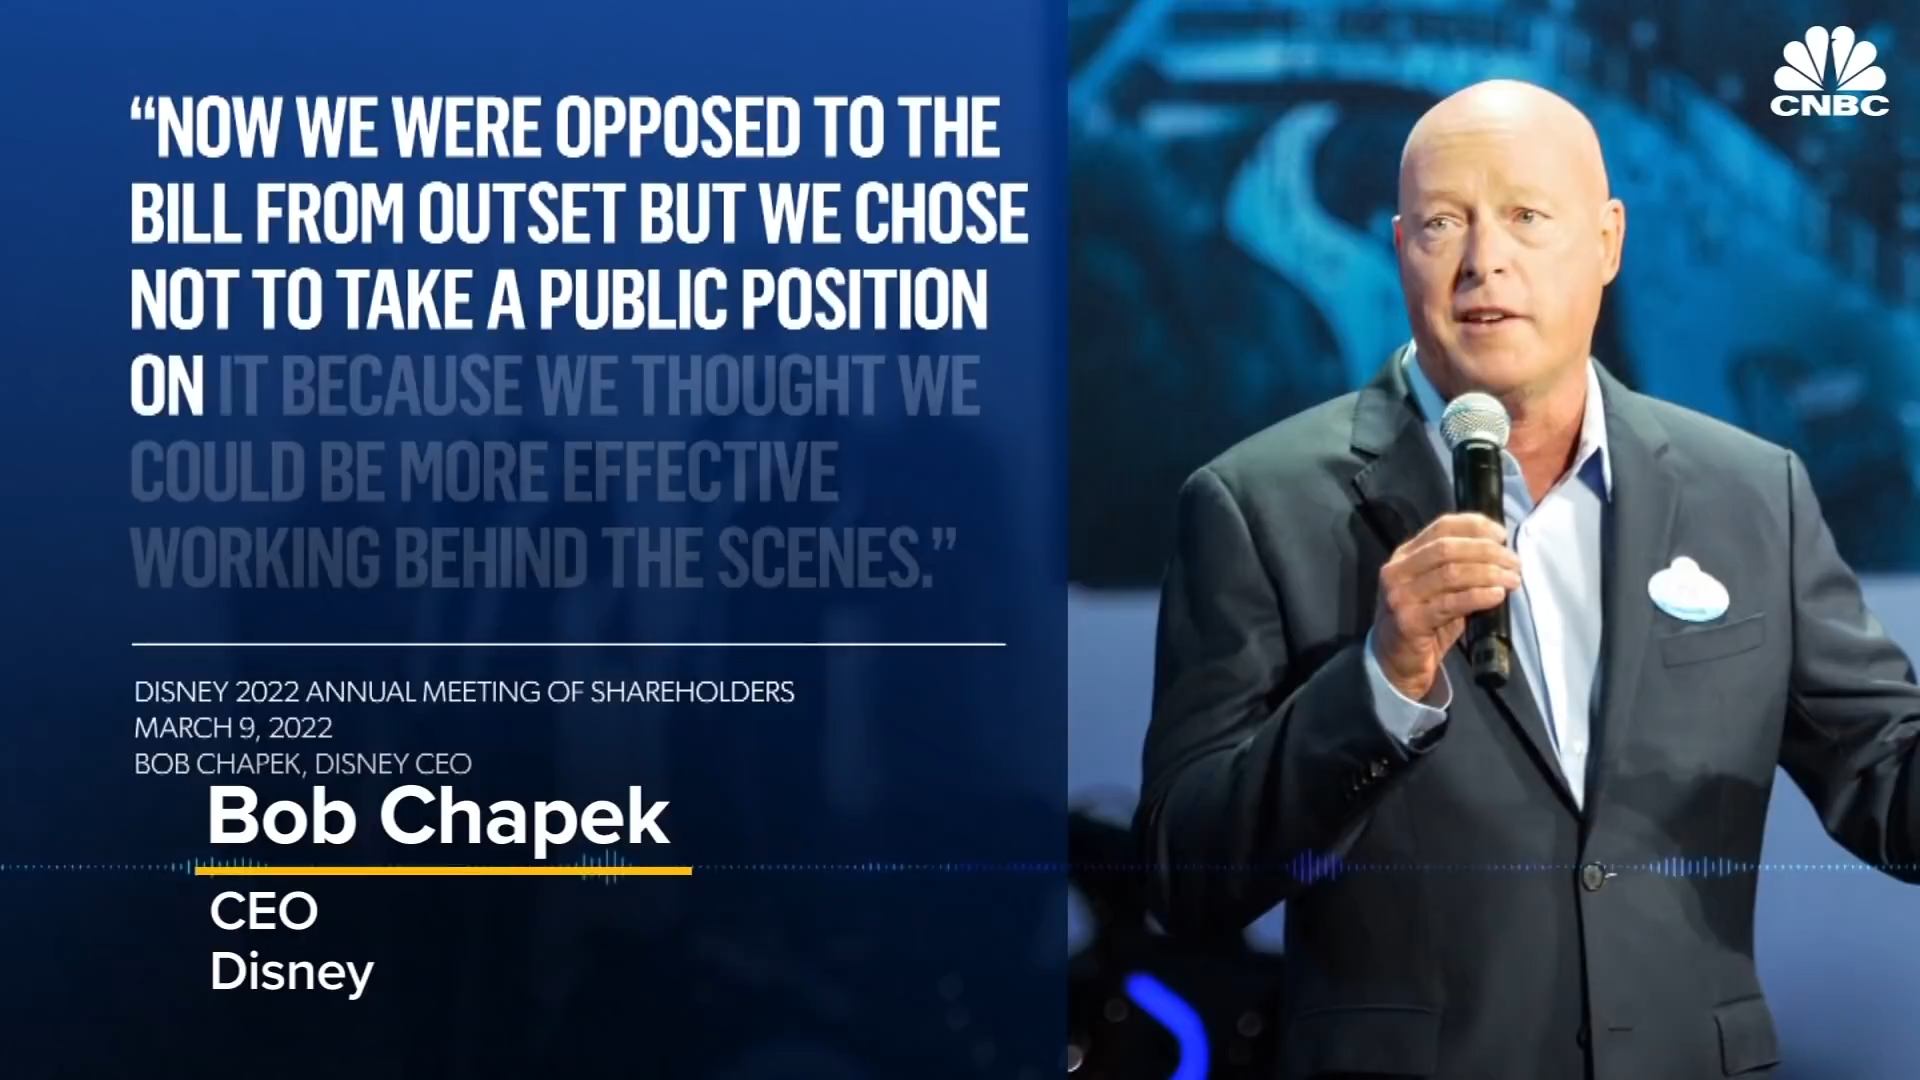 “NOW WE WERE OPPOSED TO THE
BILL FROM OUTSET BUT WE CHOSE
NOT TO TAKE A PUBLIC POSITION
ON IT BECAUSE WE THOUGHT WE
COULD BE MORE EFFECTIVE
WORKING BEHIND THE SCENES.”
DISNEY 2022 ANNUAL MEETING OF SHAREHOLDERS
MARCH 9, 2022
BOB CHAPEK, DISNEY CEO
Bob Chapek
CEO
Disney
CNBC